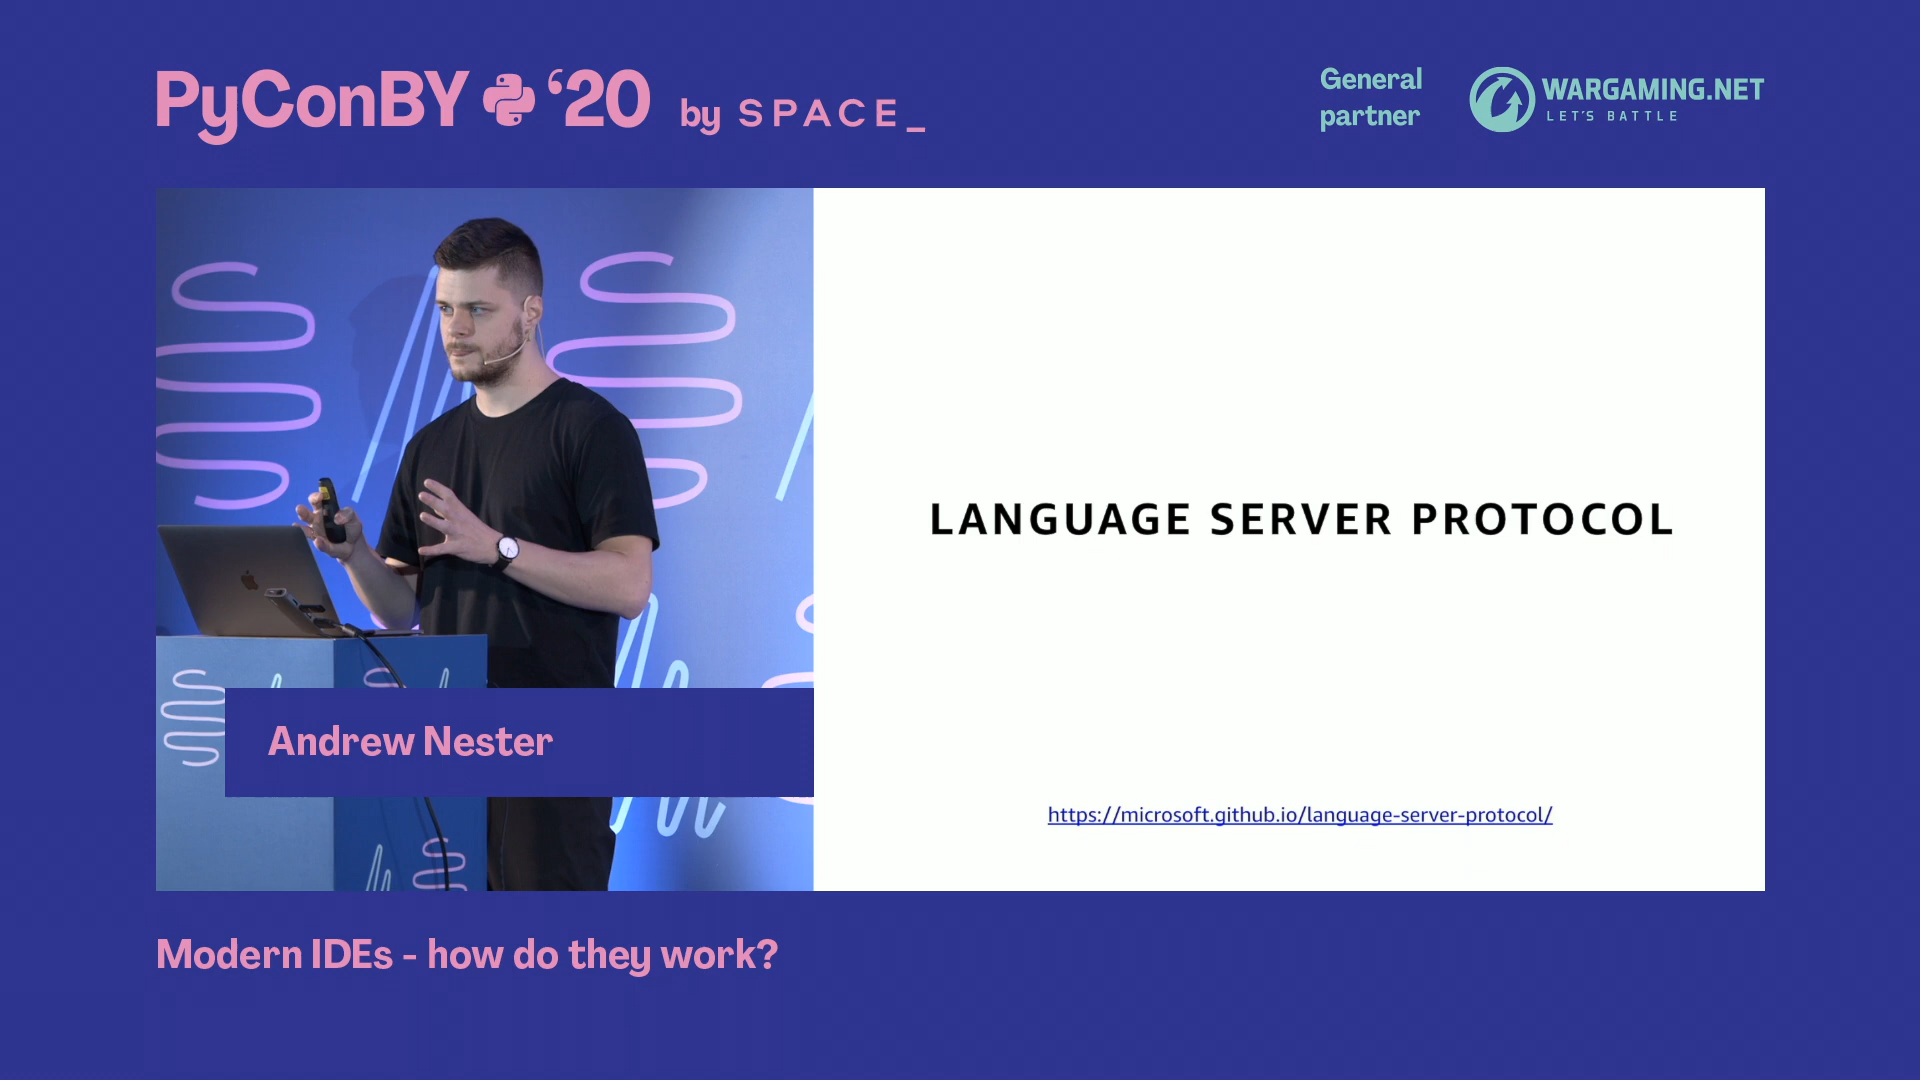 PyConBY '20 by SPACE_
General
partner
WARGAMING.NET
LET'S BATTLE
LANGUAGE SERVER PROTOCOL
Andrew Nester
https://microsoft.github.io/language-server-protocol/
Modern IDEs - how do they work?